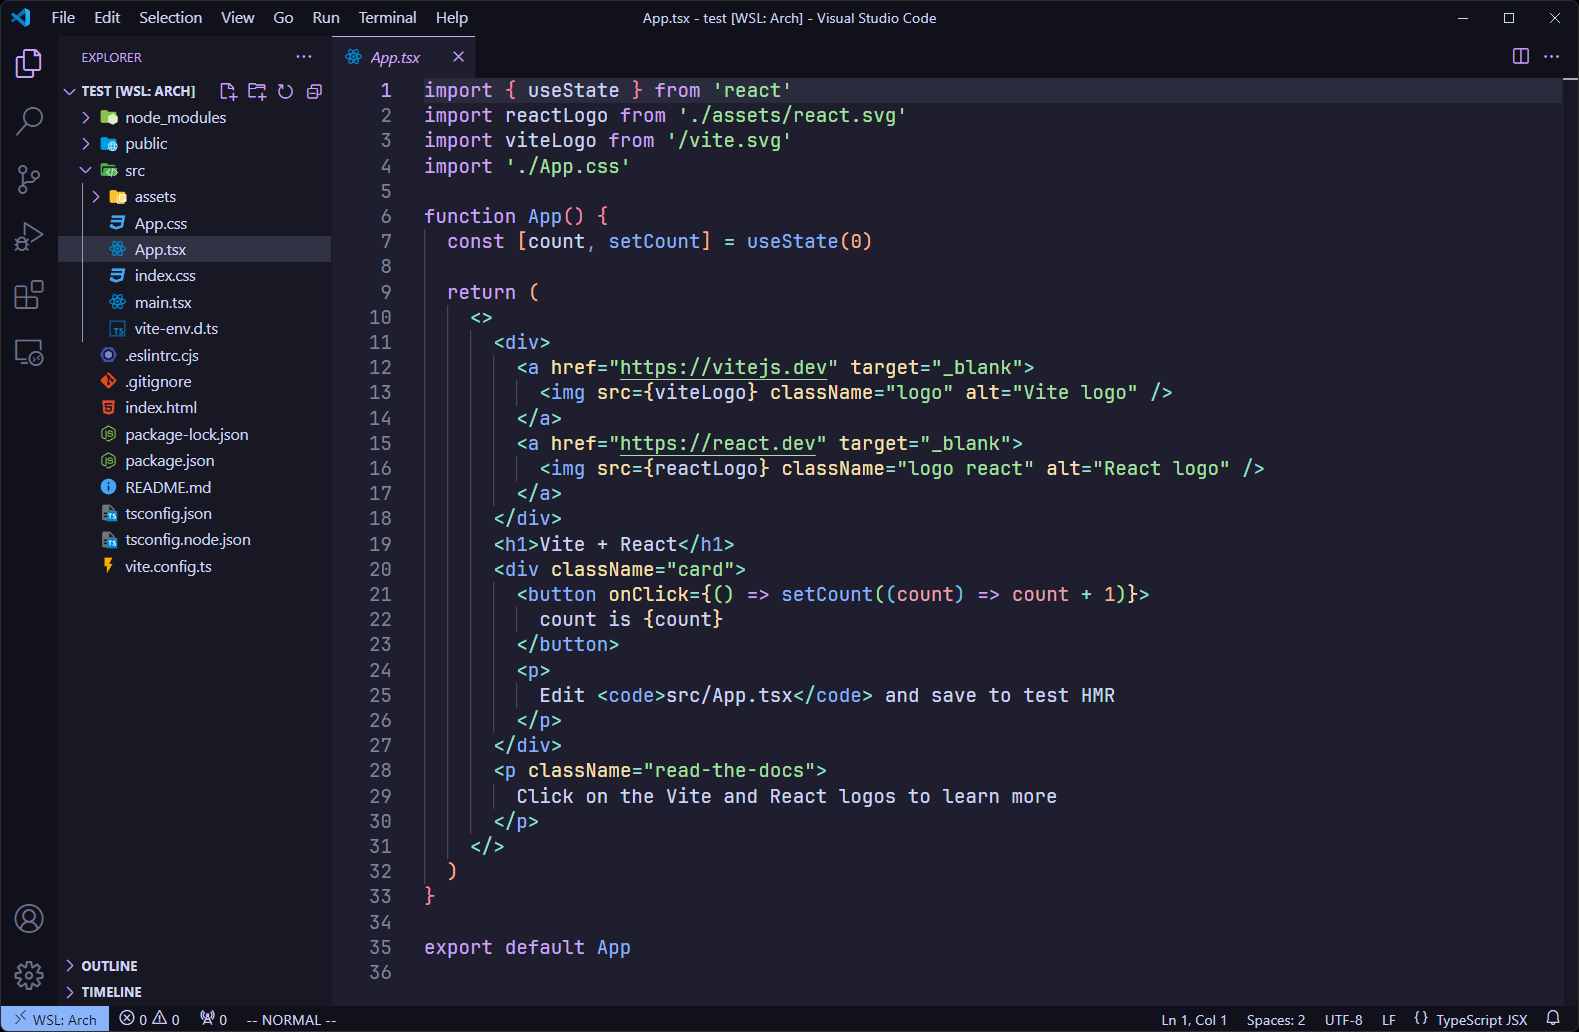 File Edit Selection View Go Run Terminal Help
App.tsx - test [WSL: Arch] - Visual Studio Code
EXPLORER
TEST [WSL: ARCH]
node_modules
public
src
assets
App.css
App.tsx
index.css
main.tsx
vite-env.d.ts
.eslintrc.cjs
.gitignore
index.html
package-lock.json
package.json
README.md
tsconfig.json
tsconfig.node.json
vite.config.ts
OUTLINE
TIMELINE
App.tsx
1 import { useState } from 'react'
2 import reactLogo from './assets/react.svg'
3 import viteLogo from '/vite.svg'
4 import './App.css'
5
6 function App() {
7   const [count, setCount] = useState(0)
8
9   return (
10     <>
11       <div>
12         <a href="https://vitejs.dev" target="_blank">
13           <img src={viteLogo} className="logo" alt="Vite logo" />
14         </a>
15         <a href="https://react.dev" target="_blank">
16           <img src={reactLogo} className="logo react" alt="React logo" />
17         </a>
18       </div>
19       <h1>Vite + React</h1>
20       <div className="card">
21         <button onClick={() => setCount((count) => count + 1)}>
22           count is {count}
23         </button>
24         <p>
25           Edit <code>src/App.tsx</code> and save to test HMR
26         </p>
27       </div>
28       <p className="read-the-docs">
29         Click on the Vite and React logos to learn more
30       </p>
31     </>
32   )
33 }
34
35 export default App
36
WSL: Arch 0 0 0 -- NORMAL -- Ln 1, Col 1 Spaces: 2 UTF-8 LF {} TypeScript JSX